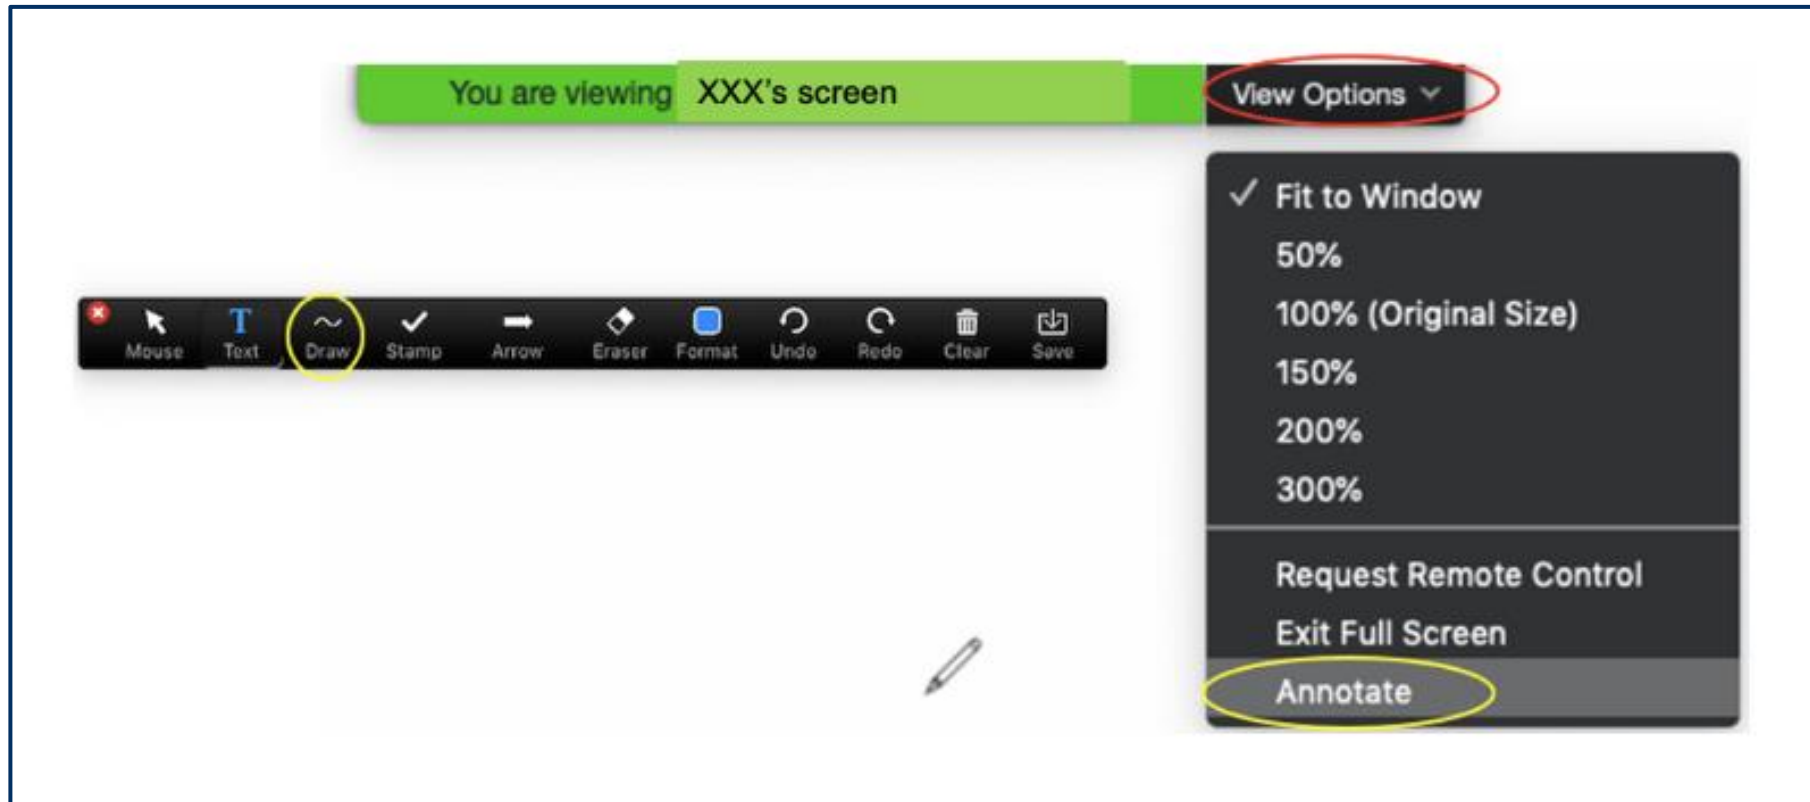 You are viewing XXX's screen
View Options
Fit to Window
50%
100% (Original Size)
150%
200%
300%
Request Remote Control
Exit Full Screen
Annotate
Mouse Text Draw Stamp Arrow Eraser Format Undo Redo Clear Save